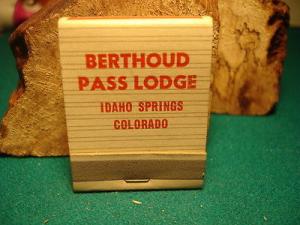 BERTHOUD
PASS LODGE
IDAHO SPRINGS
COLORADO